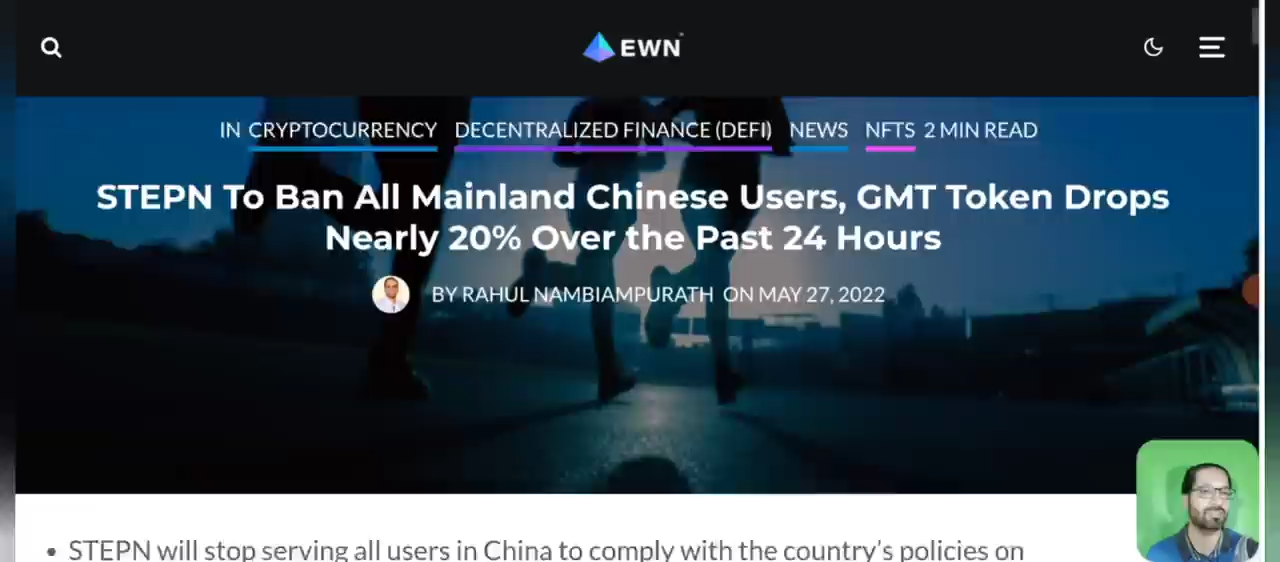 EWN
IN CRYPTOCURRENCY DECENTRALIZED FINANCE (DEFI) NEWS NFTS 2 MIN READ
STEPN To Ban All Mainland Chinese Users, GMT Token Drops
Nearly 20% Over the Past 24 Hours
BY RAHUL NAMBIAMPURATH ON MAY 27, 2022
• STEPN will stop serving all users in China to comply with the country's policies on